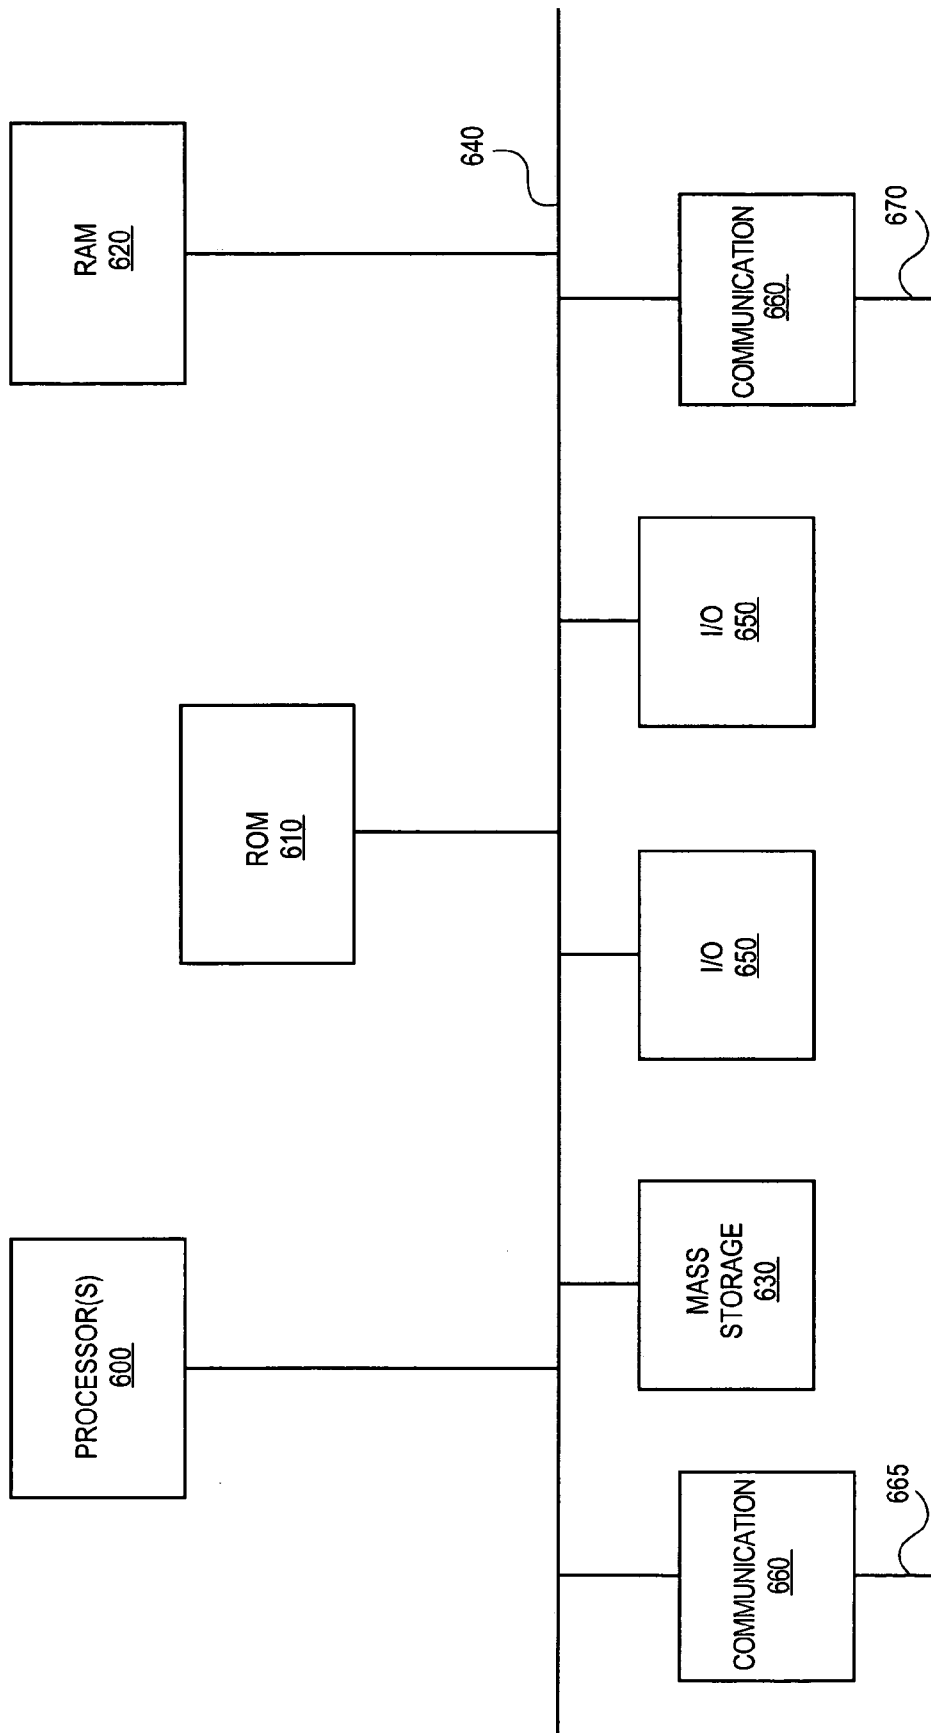 PROCESSOR(S)
600
RAM
620
ROM
610
640
COMMUNICATION
660
MASS
STORAGE
630
I/O
650
I/O
650
COMMUNICATION
660
665
670